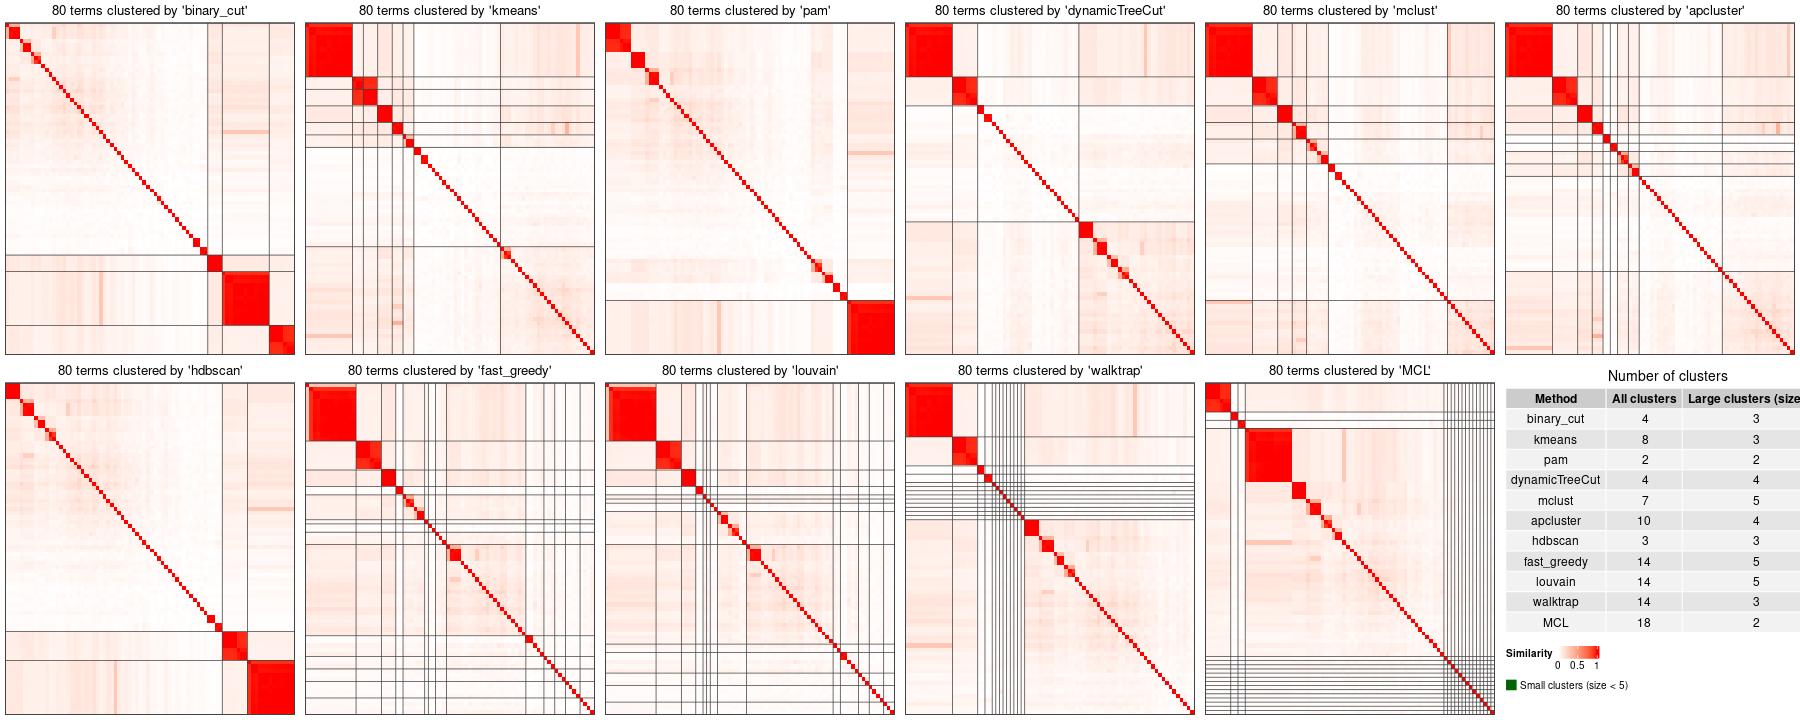 80 terms clustered by 'binary_cut'
80 terms clustered by 'kmeans'
80 terms clustered by 'pam'
80 terms clustered by 'dynamicTreeCut'
80 terms clustered by 'mclust'
80 terms clustered by 'apcluster'
80 terms clustered by 'hdbscan'
80 terms clustered by 'fast_greedy'
80 terms clustered by 'louvain'
80 terms clustered by 'walktrap'
80 terms clustered by 'MCL'
Number of clusters
Method All clusters Large clusters (size
binary_cut 4 3
kmeans 8 3
pam 2 2
dynamicTreeCut 4 4
mclust 7 5
apcluster 10 4
hdbscan 3 3
fast_greedy 14 5
louvain 14 5
walktrap 14 3
MCL 18 2
Similarity
0 0.5 1
Small clusters (size < 5)